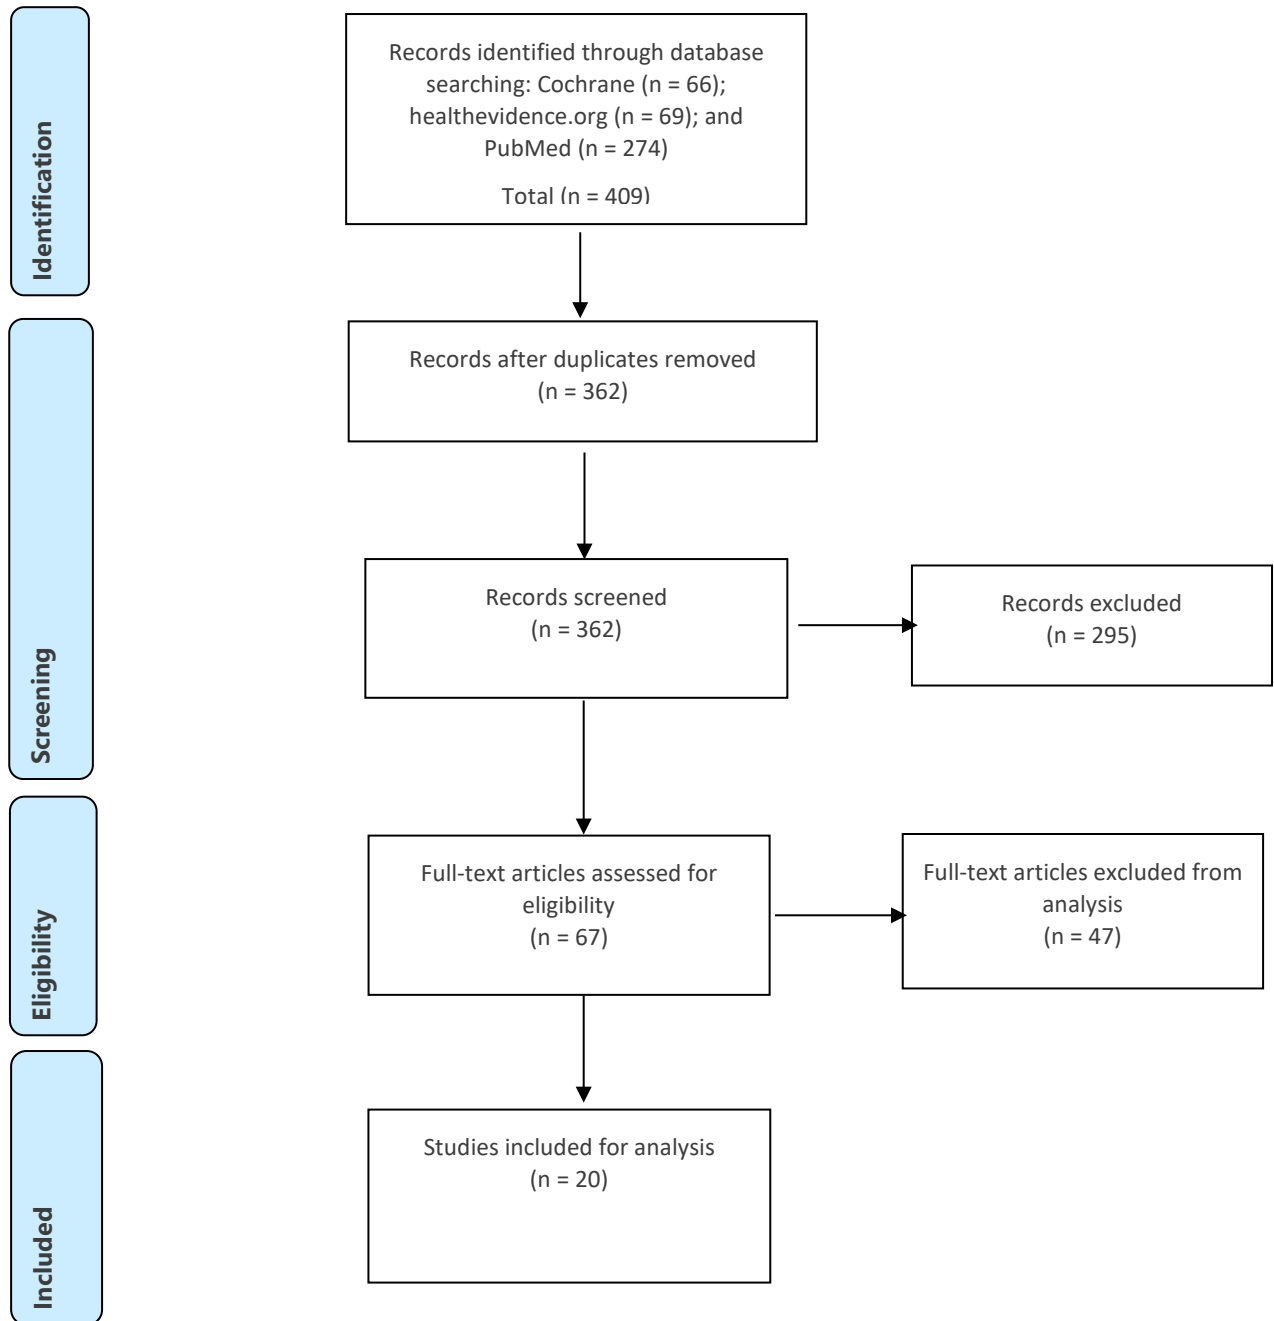 Identification
Records identified through database
searching: Cochrane (n = 66);
healthevidence.org (n = 69); and
PubMed (n = 274)
Total (n = 409)
Screening
Records after duplicates removed
(n = 362)
Records screened
(n = 362)
Records excluded
(n = 295)
Eligibility
Full-text articles assessed for
eligibility
(n = 67)
Full-text articles excluded from
analysis
(n = 47)
Included
Studies included for analysis
(n = 20)